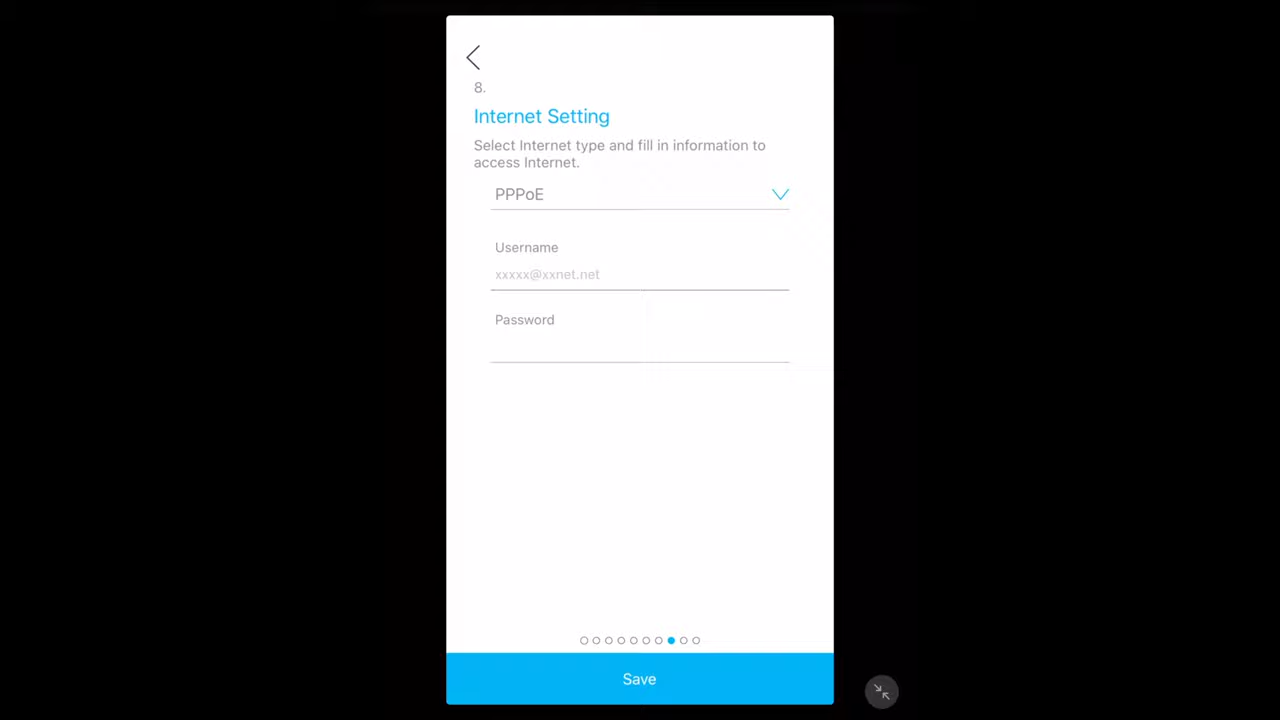 8.
Internet Setting
Select Internet type and fill in information to
access Internet.
PPPoE
Username
xxxxx@xxnet.net
Password
Save